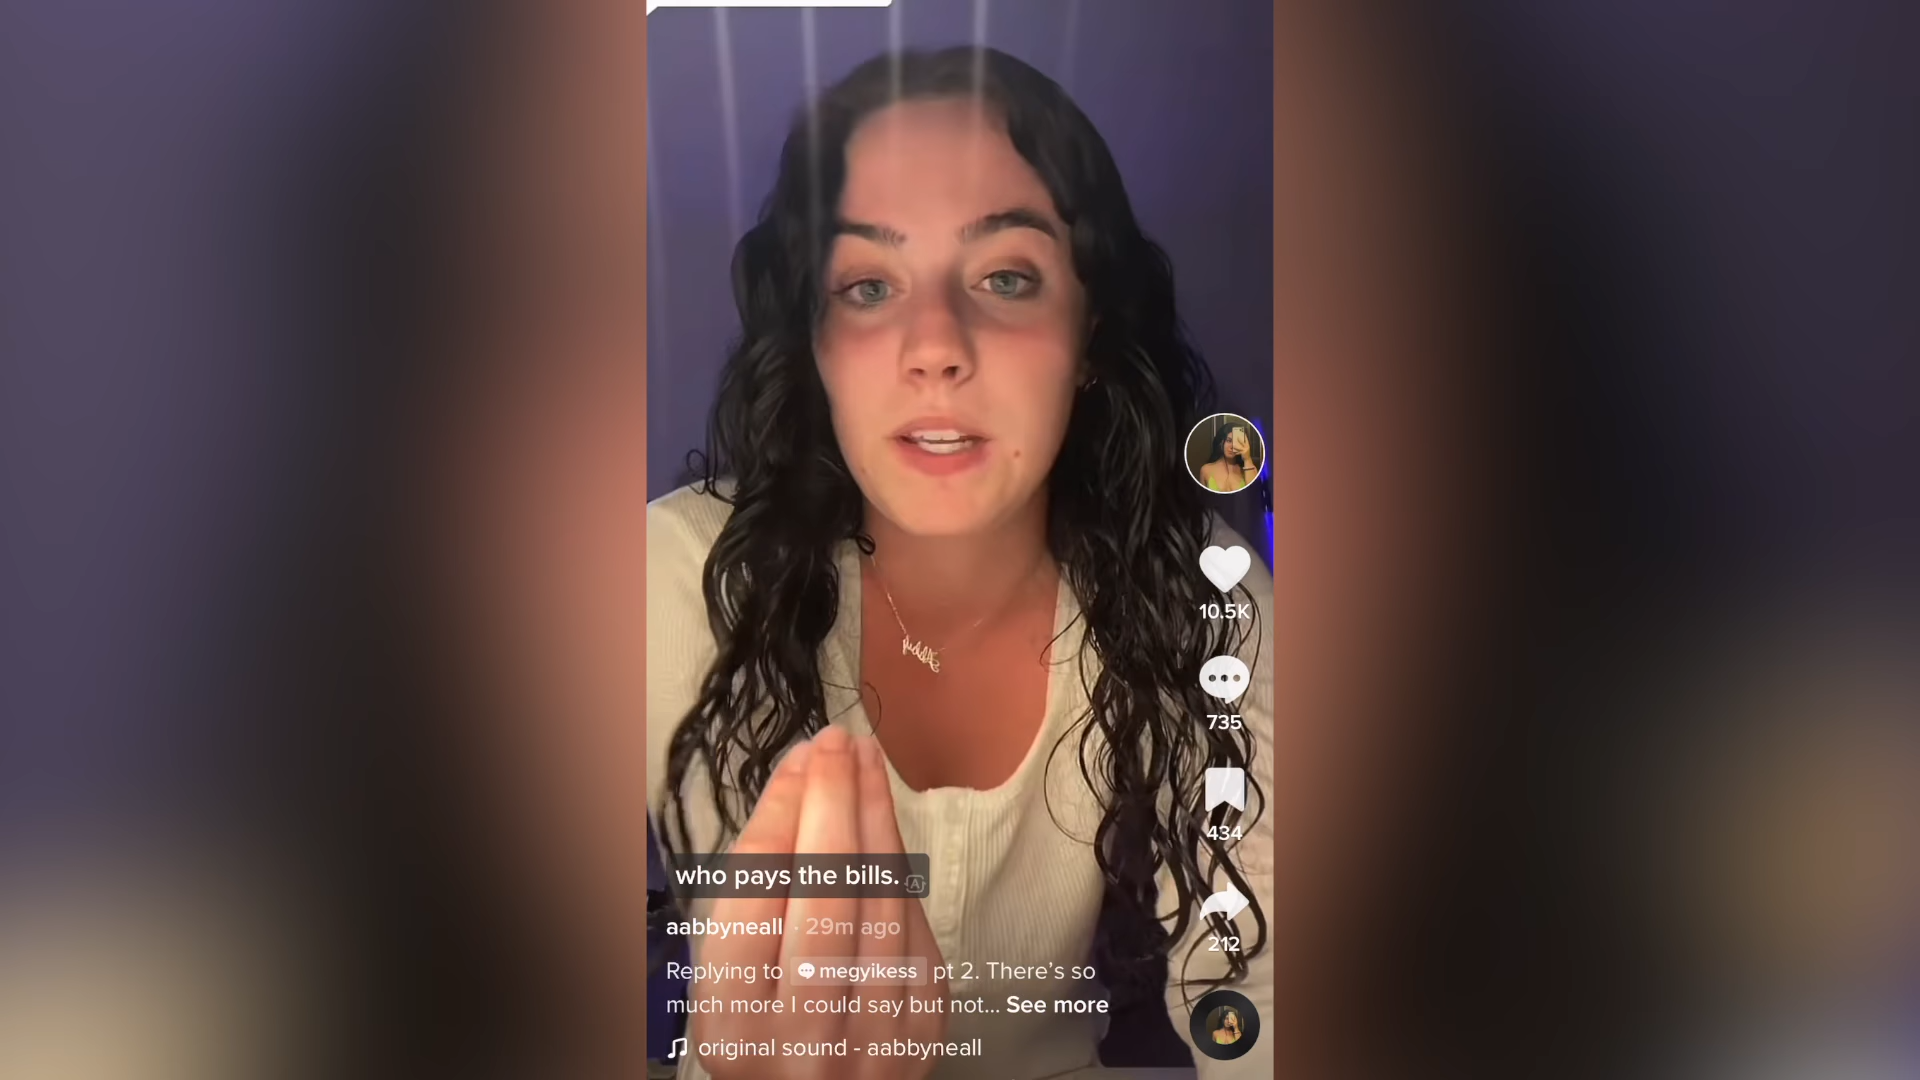 who pays the bills.
aabbyneall · 29m ago
Replying to megyikess pt 2. There’s so
much more I could say but not... See more
original sound - aabbyneall
10.5K
735
434
212